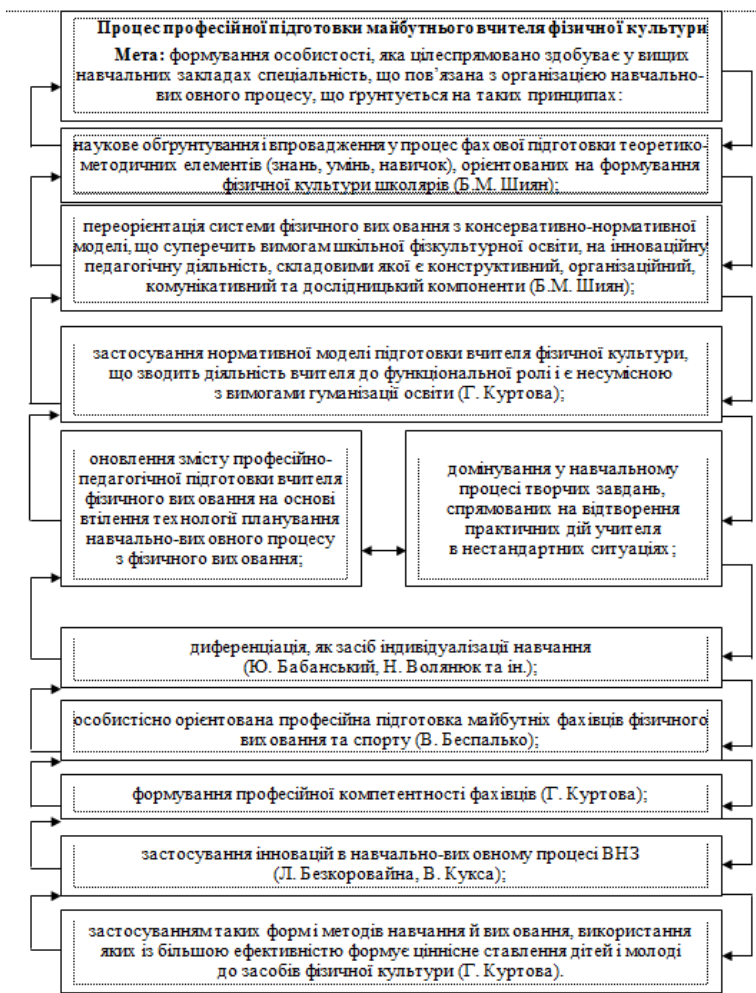 Процес професійної підготовки майбутнього вчителя фізичної культури
Мета: формування особистості, яка цілеспрямовано здобуває у вищих
навчальних закладах спеціальність, що пов’язана з організацією навчально-
виховного процесу, що ґрунтується на таких принципах:
наукове обґрунтування і впровадження у процес фахової підготовки теоретико-
методичних елементів (знань, умінь, навичок), орієнтованих на формування
фізичної культури школярів (Б.М. Шиян);
переорієнтація системи фізичного виховання з консервативно-нормативної
моделі, що суперечить вимогам шкільної фізкультурної освіти, на інноваційну
педагогічну діяльність, складовими якої є конструктивний, організаційний,
комунікативний та дослідницький компоненти (Б.М. Шиян);
застосування нормативної моделі підготовки вчителя фізичної культури,
що зводить діяльність вчителя до функціональної ролі і є несумісною
з вимогами гуманізації освіти (Г. Куртова);
оновлення змісту професійно-
педагогічної підготовки вчителя
фізичного виховання на основі
втілення технології планування
навчально-виховного процесу
з фізичного виховання;
домінування у навчальному
процесі творчих завдань,
спрямованих на відтворення
практичних дій учителя
в нестандартних ситуаціях;
диференціація, як засіб індивідуалізації навчання
(Ю. Бабанський, Н. Волянюк та ін.);
особистісно орієнтована професійна підготовка майбутніх фахівців фізичного
виховання та спорту (В. Беспалько);
формування професійної компетентності фахівців (Г. Куртова);
застосування інновацій в навчально-виховному процесі ВНЗ
(Л. Безкоровайна, В. Кукса);
застосуванням таких форм і методів навчання й виховання, використання
яких із більшою ефективністю формує ціннісне ставлення дітей і молоді
до засобів фізичної культури (Г. Куртова).